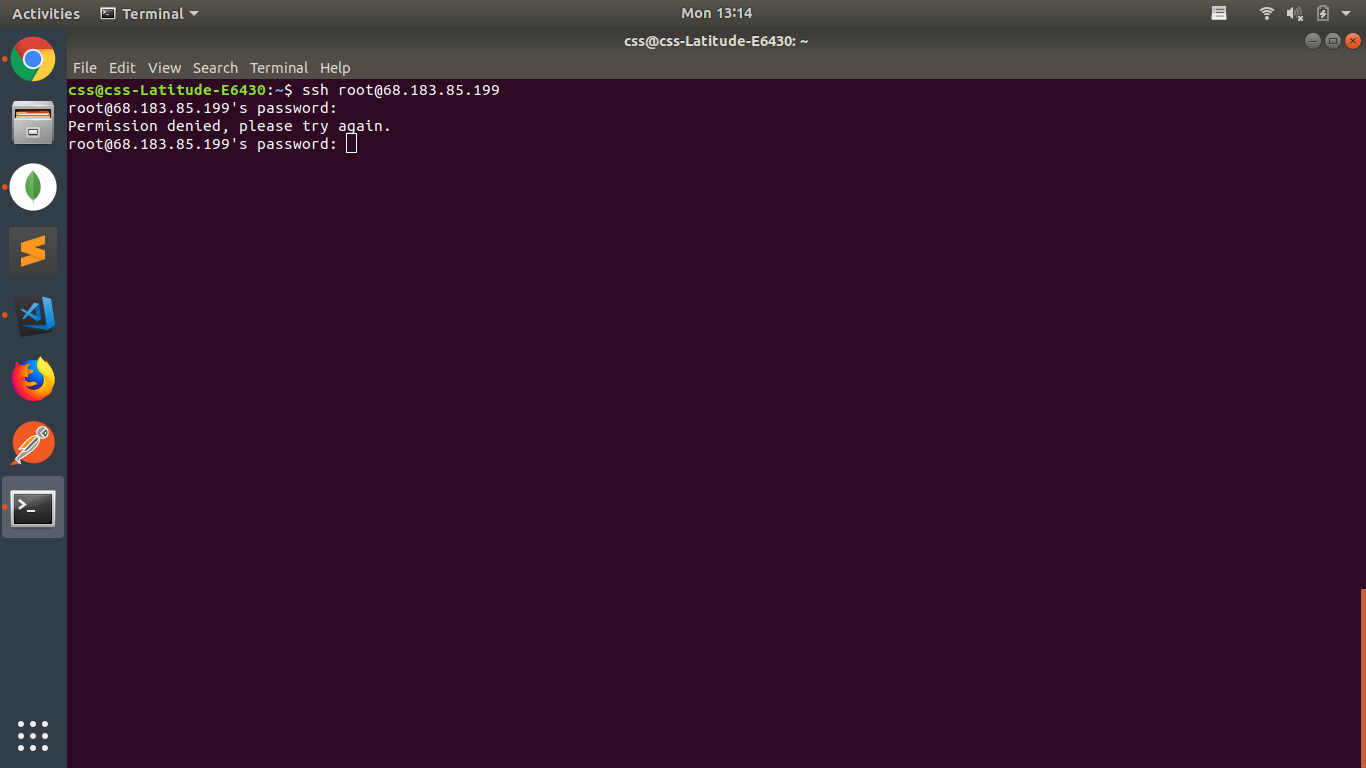 Activities Terminal Mon 13:14
css@css-Latitude-E6430: ~
File Edit View Search Terminal Help
css@css-Latitude-E6430:~$ ssh root@68.183.85.199
root@68.183.85.199's password:
Permission denied, please try again.
root@68.183.85.199's password: